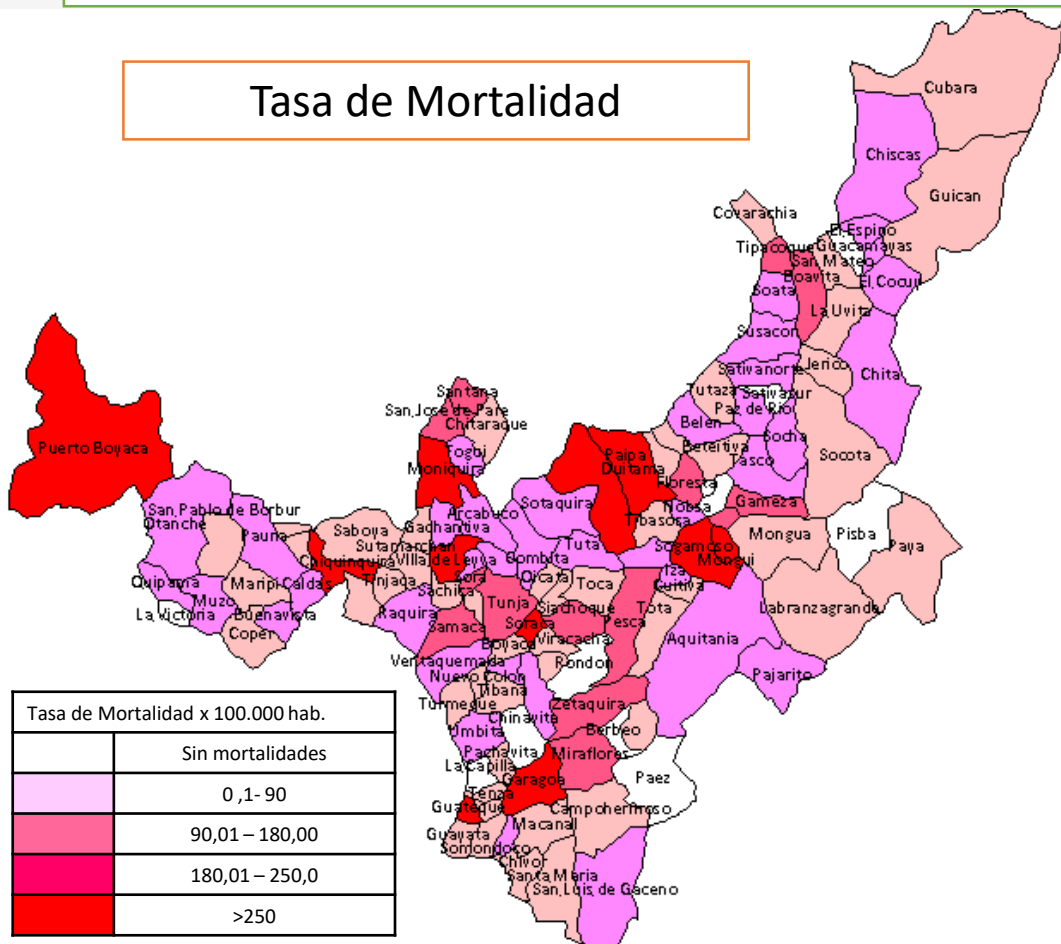 Tasa de Mortalidad
Cubara
Chiscas
Guican
Covarachia
El Espino
Tipacoque
Guacamayas
San Mateo
Boavita
El Cocuy
Soata
La Uvita
Susacon
Jerico
Sativanorte
Chita
Tutaza
Sativasur
Santana
Paz de Rio
San Jose de Pare
Chitaraque
Belen
Socha
Puerto Boyaca
Togui
Beteitiva
Paipa
Socota
Moniquira
Duitama
Tasco
Floresta
Sotaquira
Gameza
San Pablo de Borbur
Arcabuco
Nobsa
Otanche
Gachantiva
Tibasosa
Pauna
Saboya
Mongua
Pisba
Sutamarchan
Tuta
Sogamoso
Paya
Chiquinquira
Villa de Leyva
Combita
Mongui
Quipama
Maripi
Caldas
Tinjaca
Sora
Oicata
Iza
Cuitiva
Sachica
Toca
Muzo
Tunja
Siachoque
Tota
Labranzagrande
La Victoria
Buenavista
Raquira
Samaca
Soraca
Pesca
Coper
Boyaca
Viracacha
Aquitania
Ventaquemada
Rondon
Nuevo Colon
Pajarito
Tibana
Turmeque
Zetaquira
Chinavita
Umbita
Berbeo
Pachavita
Miraflores
La Capilla
Garagoa
Paez
Tenza
Guateque
Campohermoso
Macanal
Guayata
Somondoco
Chivor
Santa Maria
San Luis de Gaceno
Tasa de Mortalidad x 100.000 hab.
Sin mortalidades
0 ,1- 90
90,01 – 180,00
180,01 – 250,0
>250